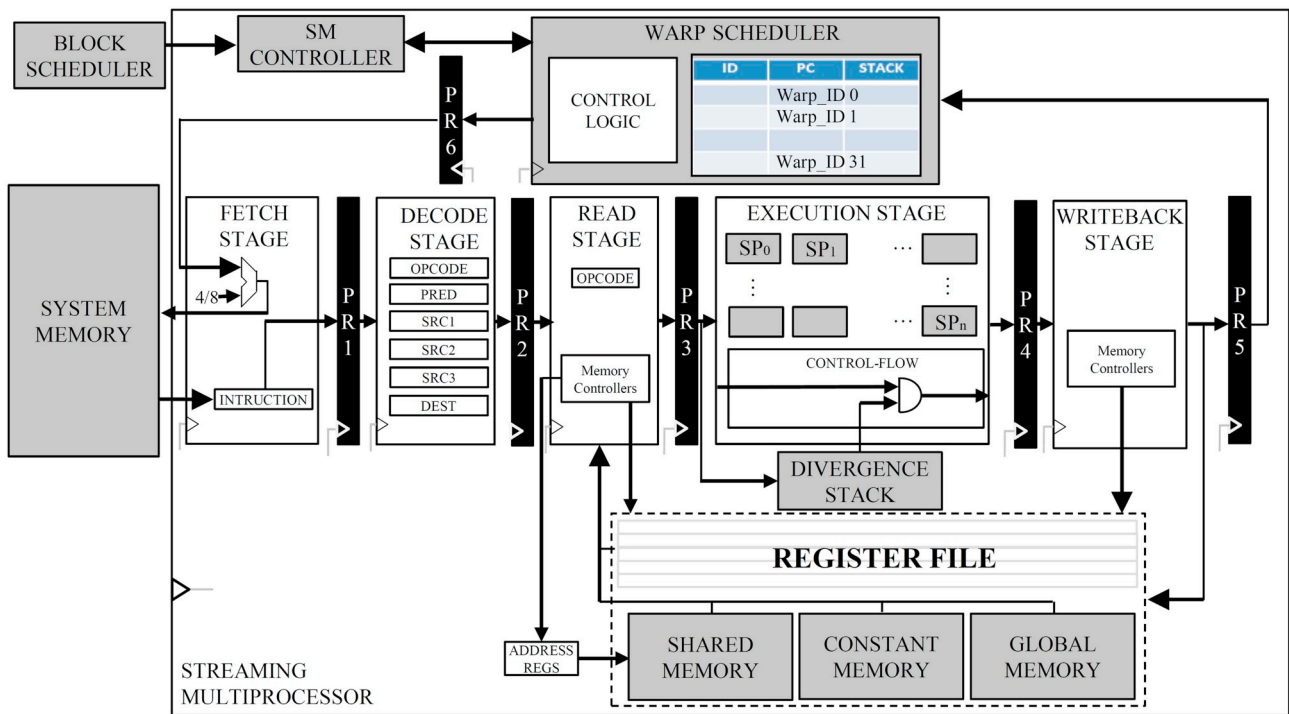 BLOCK
SCHEDULER
SM
CONTROLLER
WARP SCHEDULER
CONTROL
LOGIC
ID PC STACK
Warp_ID 0
Warp_ID 1
Warp_ID 31
P
R
6
SYSTEM
MEMORY
FETCH
STAGE
4/8
INTRUCTION
P
R
1
DECODE
STAGE
OPCODE
PRED
SRC1
SRC2
SRC3
DEST
P
R
2
READ
STAGE
OPCODE
Memory
Controllers
P
R
3
EXECUTION STAGE
SP0 SP1 ...
⋮ ⋮
... SPn
CONTROL-FLOW
DIVERGENCE
STACK
P
R
4
WRITEBACK
STAGE
Memory
Controllers
P
R
5
REGISTER FILE
ADDRESS
REGS
SHARED
MEMORY
CONSTANT
MEMORY
GLOBAL
MEMORY
STREAMING
MULTIPROCESSOR